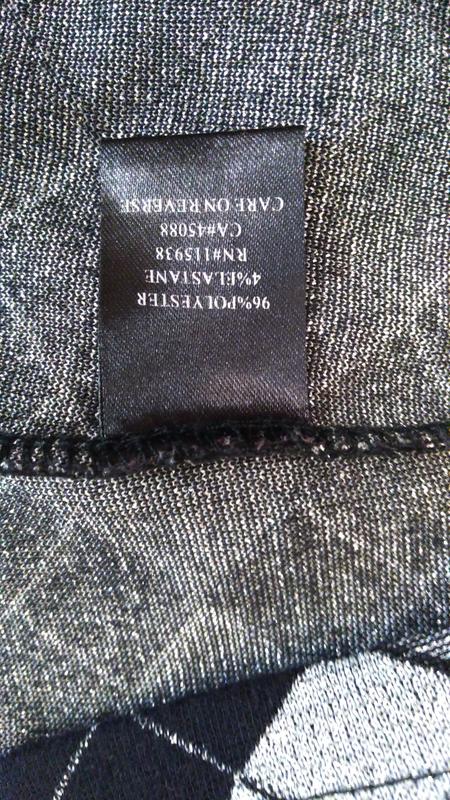 96%POLYESTER
4%ELASTANE
RN#115938
CA#45088
CARE ON REVERSE